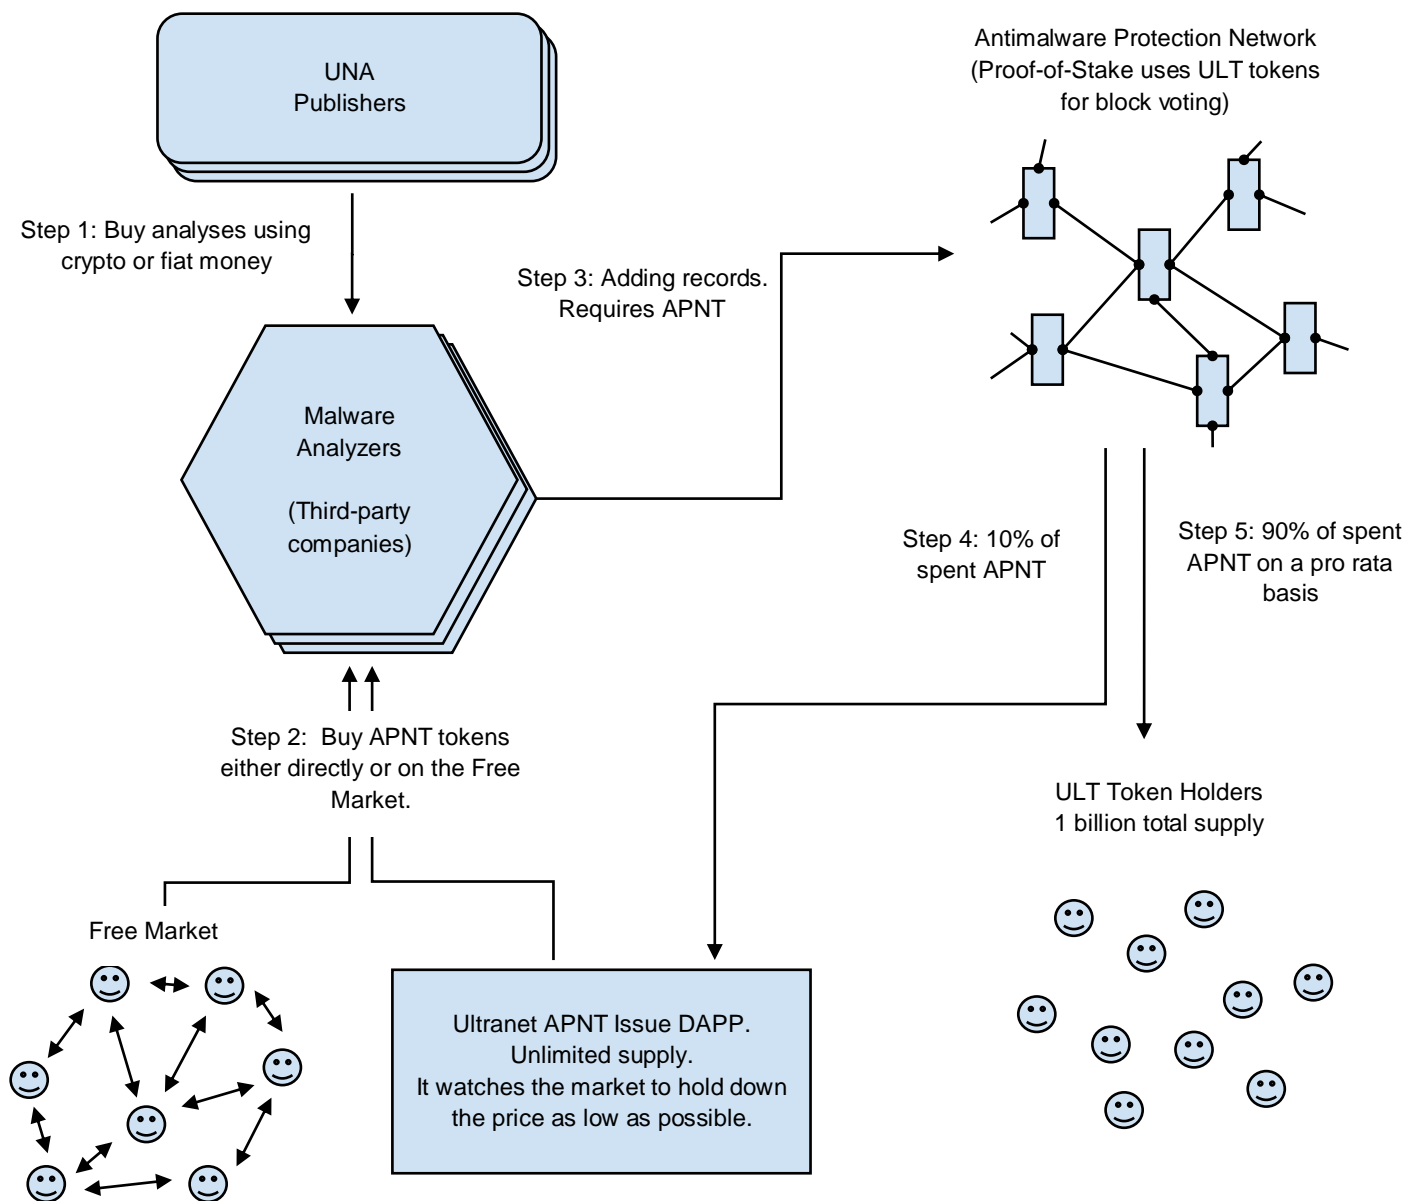 UNA
Publishers
Antimalware Protection Network
(Proof-of-Stake uses ULT tokens
for block voting)
Step 1: Buy analyses using
crypto or fiat money
Step 3: Adding records.
Requires APNT
Malware
Analyzers
(Third-party
companies)
Step 4: 10% of
spent APNT
Step 5: 90% of spent
APNT on a pro rata
basis
Step 2:  Buy APNT tokens
either directly or on the Free
Market.
ULT Token Holders
1 billion total supply
Free Market
Ultranet APNT Issue DAPP.
Unlimited supply.
It watches the market to hold down
the price as low as possible.